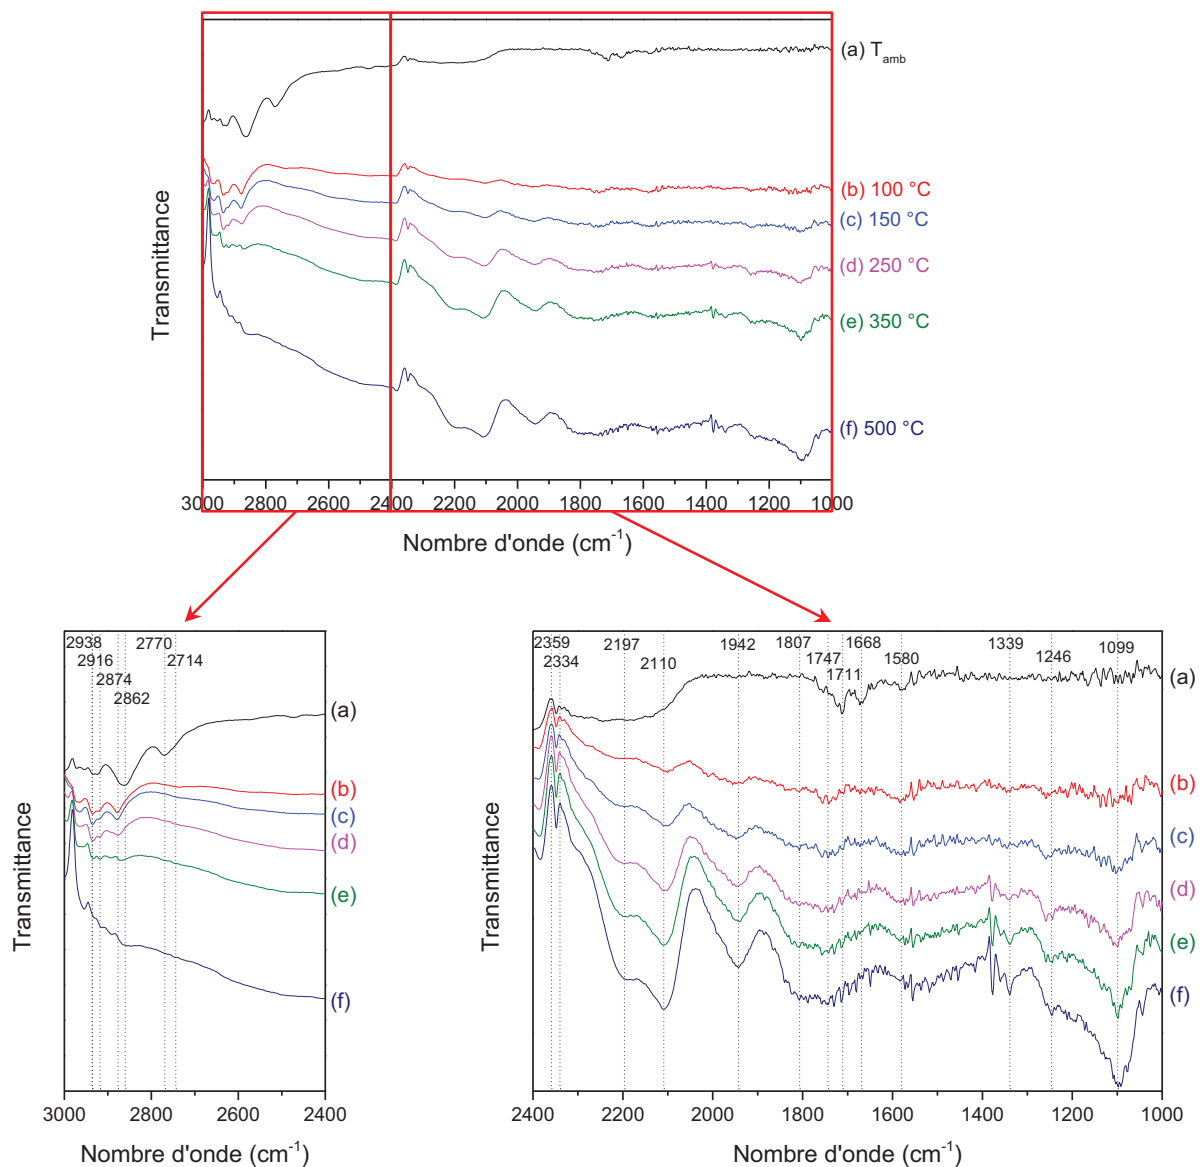 (a) T_amb
(b) 100 °C
(c) 150 °C
(d) 250 °C
(e) 350 °C
(f) 500 °C
Transmittance
3000 2800 2600 2400 2200 2000 1800 1600 1400 1200 1000
Nombre d'onde (cm⁻¹)
2938 2770
2916 2714
2874
2862
(a)
(b)
(c)
(d)
(e)
(f)
Transmittance
3000 2800 2600 2400
Nombre d'onde (cm⁻¹)
2359 2197 1942 1807 1668 1339 1099
2334 2110 1747 1580 1246
1711
(a)
(b)
(c)
(d)
(e)
(f)
Transmittance
2400 2200 2000 1800 1600 1400 1200 1000
Nombre d'onde (cm⁻¹)